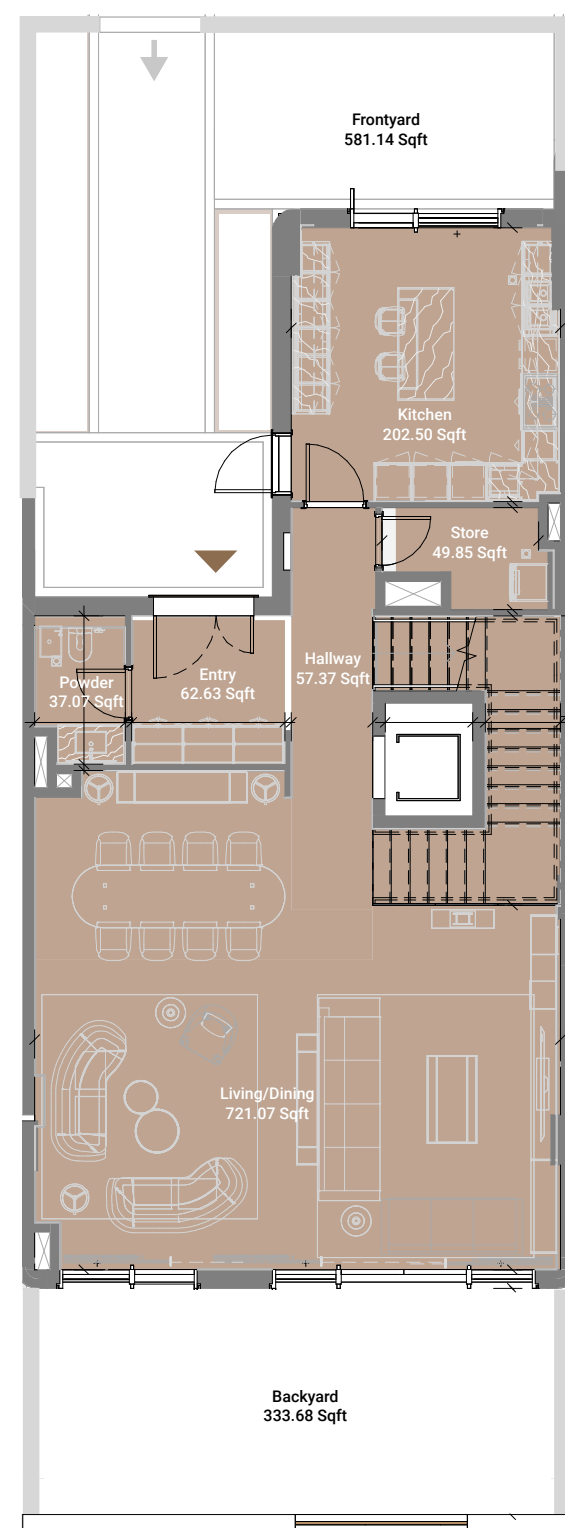 Frontyard
581.14 Sqft
Kitchen
202.50 Sqft
Store
49.85 Sqft
Hallway
57.37 Sqft
Entry
62.63 Sqft
Powder
37.07 Sqft
Living/Dining
721.07 Sqft
Backyard
333.68 Sqft